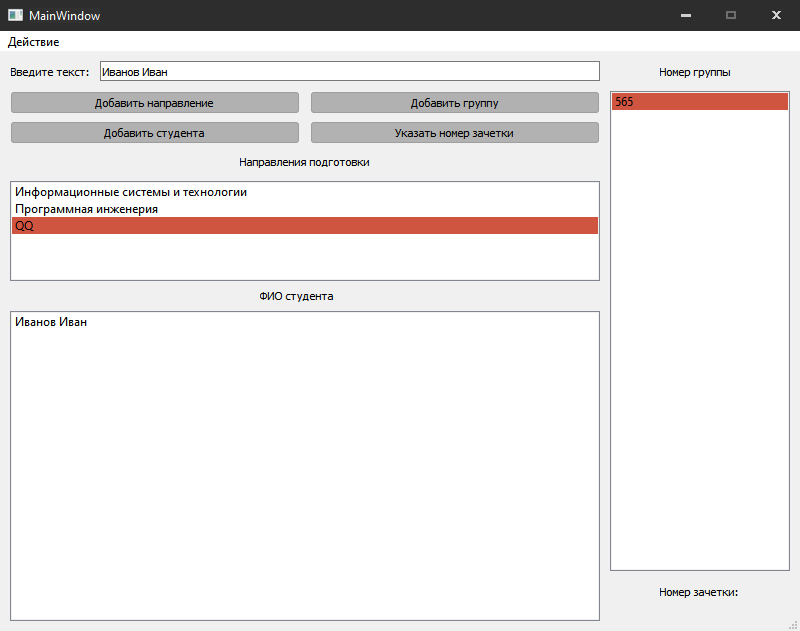 MainWindow
Действие
Введите текст: Иванов Иван
Номер группы
565
Добавить направление
Добавить группу
Добавить студента
Указать номер зачетки
Направления подготовки
Информационные системы и технологии
Программная инженерия
QQ
ФИО студента
Иванов Иван
Номер зачетки: